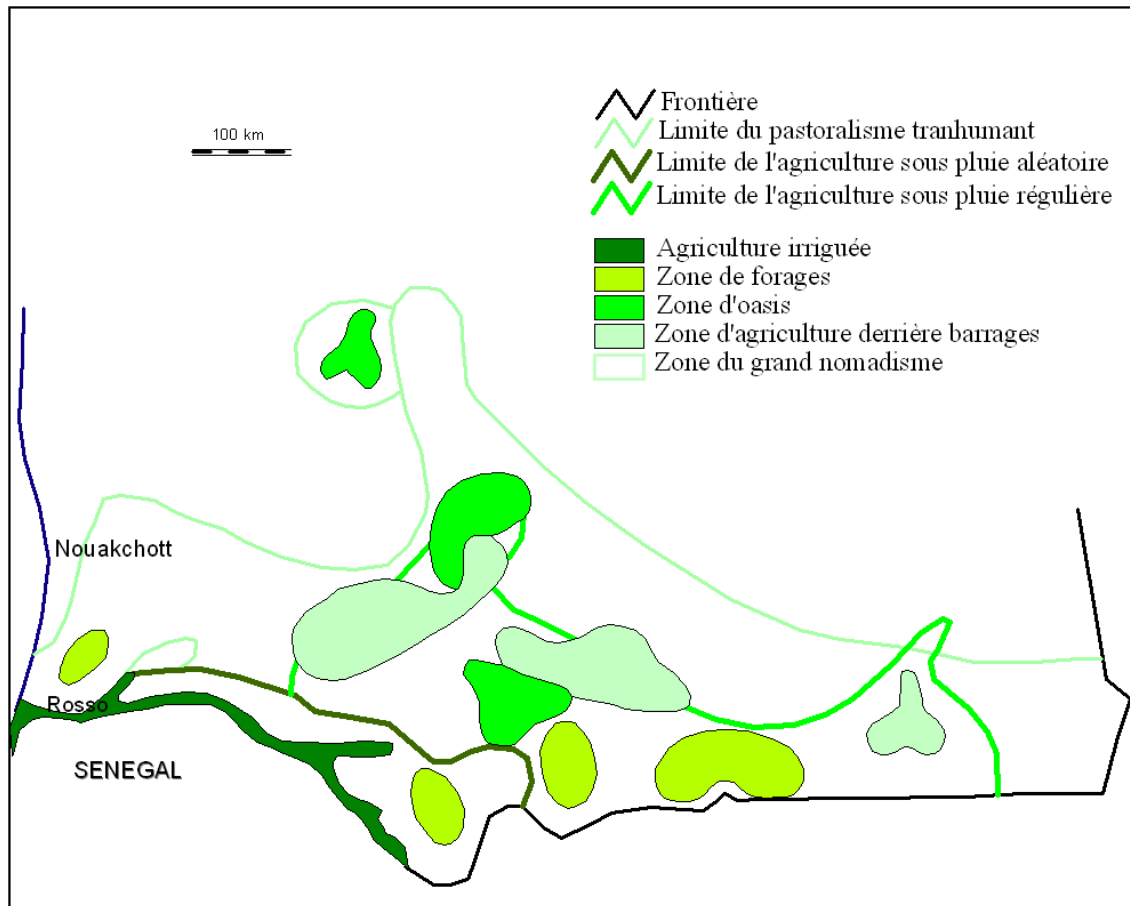 100 km
Frontière
Limite du pastoralisme tranhumant
Limite de l'agriculture sous pluie aléatoire
Limite de l'agriculture sous pluie régulière
Agriculture irriguée
Zone de forages
Zone d'oasis
Zone d'agriculture derrière barrages
Zone du grand nomadisme
Nouakchott
Rosso
SENEGAL